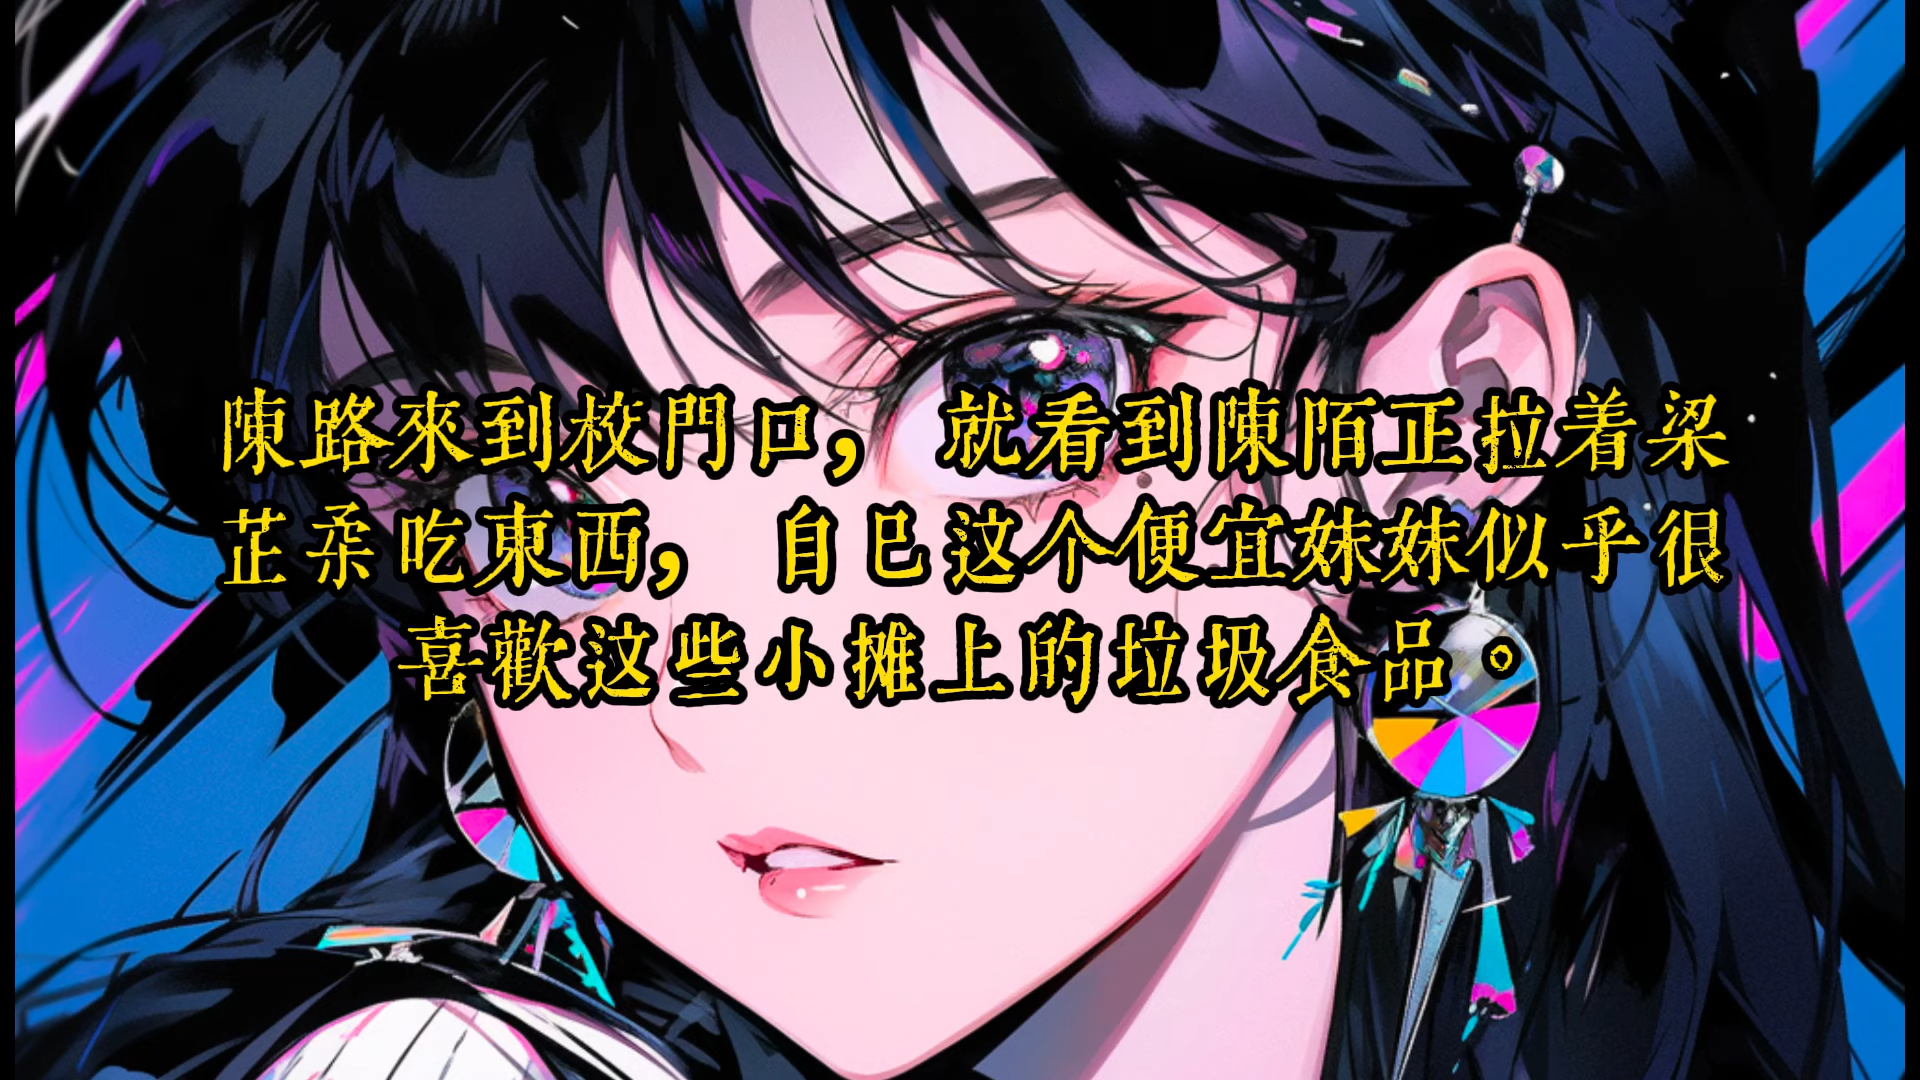 陳路來到校門口，就看到陳陌正拉着梁
芷柔吃東西，自己这个便宜妹妹似乎很
喜歡这些小摊上的垃圾食品。